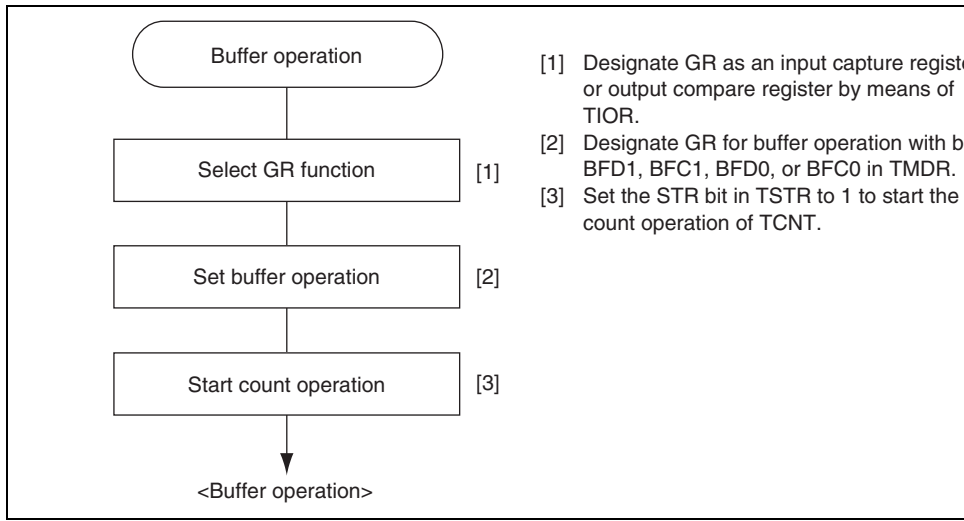 Buffer operation
Select GR function
[1]
Set buffer operation
[2]
Start count operation
[3]
<Buffer operation>
[1] Designate GR as an input capture
or output compare register by means of
TIOR.
[2] Designate GR for buffer operation with
BFD1, BFC1, BFD0, or BFC0 in TMDR.
[3] Set the STR bit in TSTR to 1 to start the
count operation of TCNT.